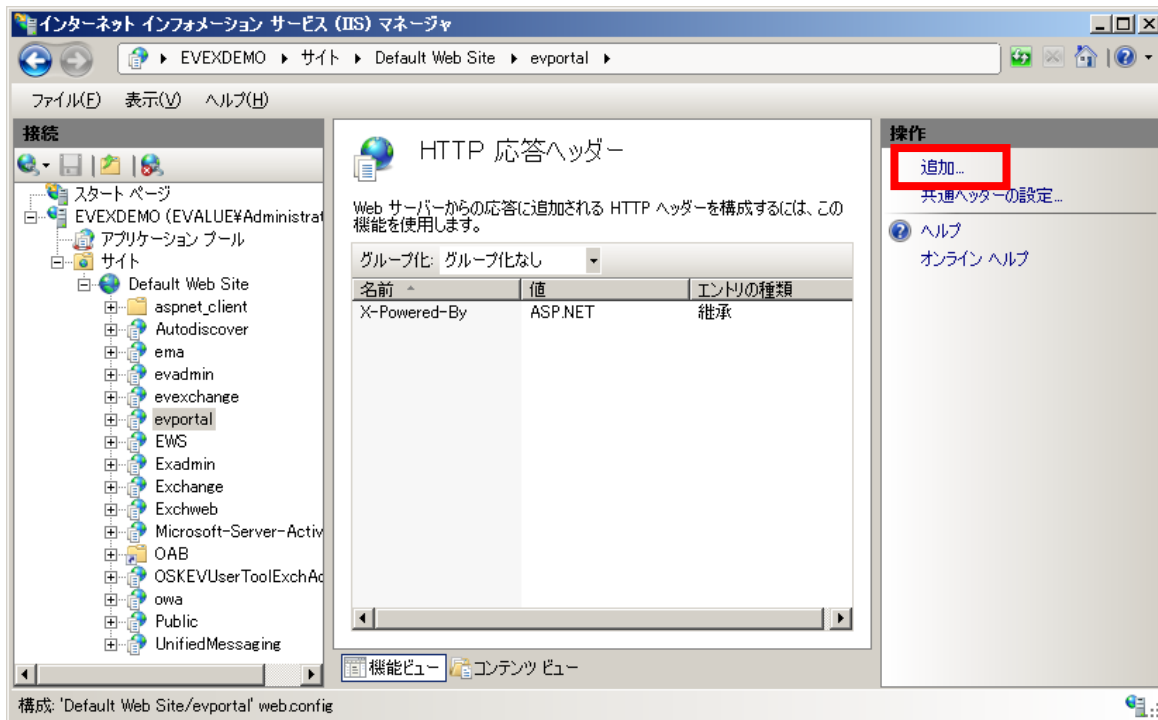 インターネット インフォメーション サービス (IIS) マネージャ
EVEXDEMO サイト Default Web Site evportal
ファイル(F) 表示(V) ヘルプ(H)
接続
スタート ページ
EVEXDEMO (EVALUE¥Administrat
アプリケーション プール
サイト
Default Web Site
aspnet_client
Autodiscover
ema
evadmin
evexchange
evportal
EWS
Exadmin
Exchange
Exchweb
Microsoft-Server-Activ
OAB
OSKEVUserToolExchAd
owa
Public
UnifiedMessaging
HTTP 応答ヘッダー
Web サーバーからの応答に追加される HTTP ヘッダーを構成するには、この
機能を使用します。
グループ化: グループ化なし
名前 値 エントリの種類
X-Powered-By ASP.NET 継承
機能ビュー コンテンツ ビュー
操作
追加...
共通ヘッダーの設定...
ヘルプ
オンライン ヘルプ
構成: 'Default Web Site/evportal' web.config